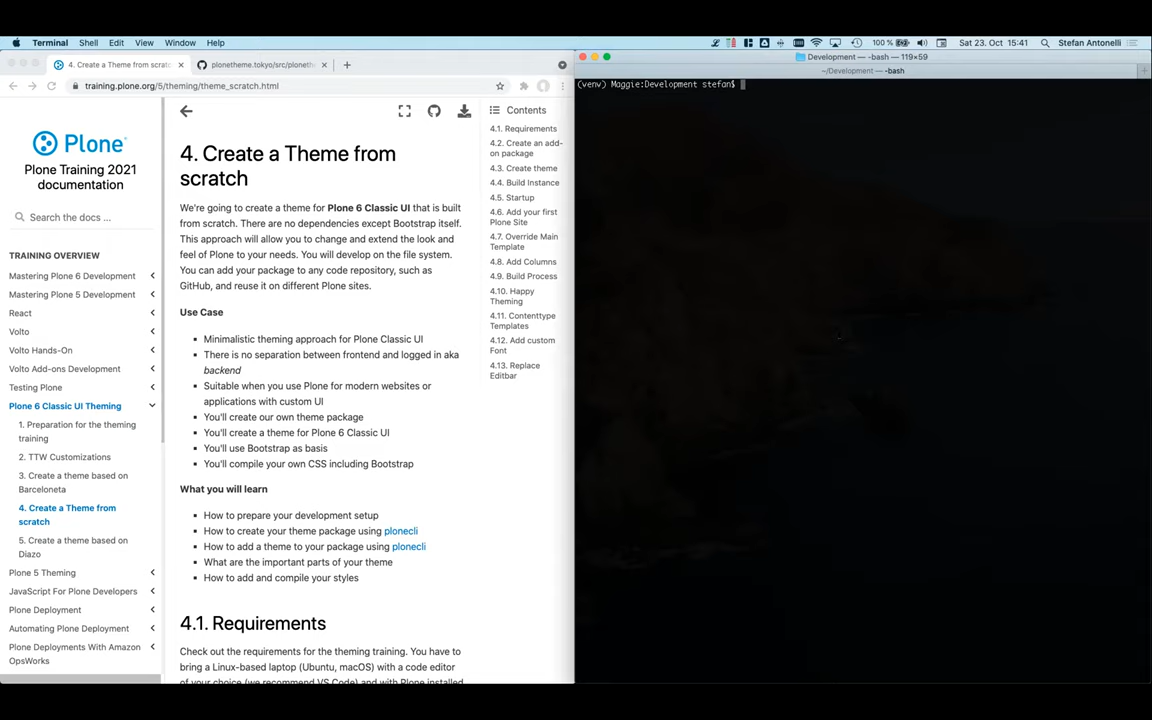 Terminal Shell Edit View Window Help
100 % Sat 23. Oct 15:41 Stefan Antonelli
4. Create a Theme from scratc
plonetheme.tokyo/src/ploneth
training.plone.org/5/theming/theme_scratch.html
Plone
Plone Training 2021
documentation
Search the docs ...
TRAINING OVERVIEW
Mastering Plone 6 Development
Mastering Plone 5 Development
React
Volto
Volto Hands-On
Volto Add-ons Development
Testing Plone
Plone 6 Classic UI Theming
1. Preparation for the theming
training
2. TTW Customizations
3. Create a theme based on
Barceloneta
4. Create a Theme from
scratch
5. Create a theme based on
Diazo
Plone 5 Theming
JavaScript For Plone Developers
Plone Deployment
Automating Plone Deployment
Plone Deployments With Amazon
OpsWorks
4. Create a Theme from
scratch
We're going to create a theme for Plone 6 Classic UI that is built
from scratch. There are no dependencies except Bootstrap itself.
This approach will allow you to change and extend the look and
feel of Plone to your needs. You will develop on the file system.
You can add your package to any code repository, such as
GitHub, and reuse it on different Plone sites.
Use Case
Minimalistic theming approach for Plone Classic UI
There is no separation between frontend and logged in aka
backend
Suitable when you use Plone for modern websites or
applications with custom UI
You'll create our own theme package
You'll create a theme for Plone 6 Classic UI
You'll use Bootstrap as basis
You'll compile your own CSS including Bootstrap
What you will learn
How to prepare your development setup
How to create your theme package using plonecli
How to add a theme to your package using plonecli
What are the important parts of your theme
How to add and compile your styles
4.1. Requirements
Check out the requirements for the theming training. You have to
bring a Linux-based laptop (Ubuntu, macOS) with a code editor
of your choice (we recommend VS Code) and with Plone installed
Contents
4.1. Requirements
4.2. Create an add-
on package
4.3. Create theme
4.4. Build Instance
4.5. Startup
4.6. Add your first
Plone Site
4.7. Override Main
Template
4.8. Add Columns
4.9. Build Process
4.10. Happy
Theming
4.11. Contenttype
Templates
4.12. Add custom
Font
4.13. Replace
Editbar
Development — -bash — 119×59
~/Development — -bash
(venv) Maggie:Development stefan$